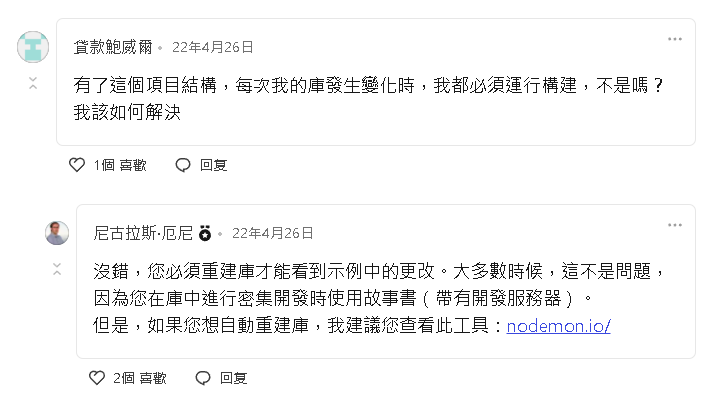 貸款鮑威爾 • 22年4月26日
有了這個項目結構，每次我的庫發生變化時，我都必須運行構建，不是嗎？
我該如何解決
1個 喜歡 回复
尼古拉斯·厄尼 • 22年4月26日
沒錯，您必須重建庫才能看到示例中的更改。大多數時候，這不是問題，
因為您在庫中進行密集開發時使用故事書（帶有開發服務器）。
但是，如果您想自動重建庫，我建議您查看此工具：nodemon.io/
2個 喜歡 回复